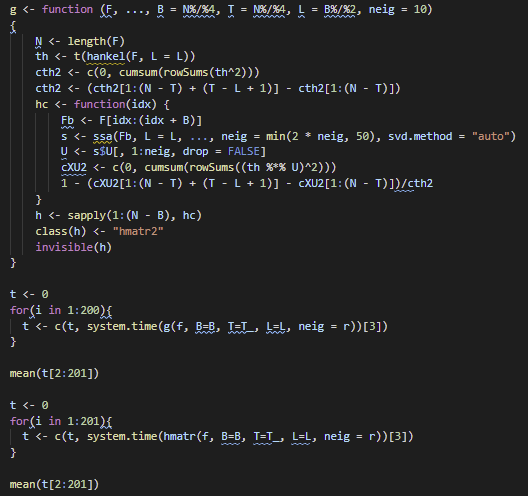 g <- function (F, ..., B = N%/%4, T = N%/%4, L = B%/%2, neig = 10)
{
    N <- length(F)
    th <- t(hankel(F, L = L))
    cth2 <- c(0, cumsum(rowSums(th^2)))
    cth2 <- (cth2[1:(N - T) + (T - L + 1)] - cth2[1:(N - T)])
    hc <- function(idx) {
        Fb <- F[idx:(idx + B)]
        s <- ssa(Fb, L = L, ..., neig = min(2 * neig, 50), svd.method = "auto")
        U <- s$U[, 1:neig, drop = FALSE]
        cXU2 <- c(0, cumsum(rowSums((th %*% U)^2)))
        1 - (cXU2[1:(N - T) + (T - L + 1)] - cXU2[1:(N - T)])/cth2
    }
    h <- sapply(1:(N - B), hc)
    class(h) <- "hmatr2"
    invisible(h)
}
t <- 0
for(i in 1:200){
  t <- c(t, system.time(g(f, B=B, T=T_, L=L, neig = r))[3])
}
mean(t[2:201])
t <- 0
for(i in 1:201){
  t <- c(t, system.time(hmatr(f, B=B, T=T_, L=L, neig = r))[3])
}
mean(t[2:201])